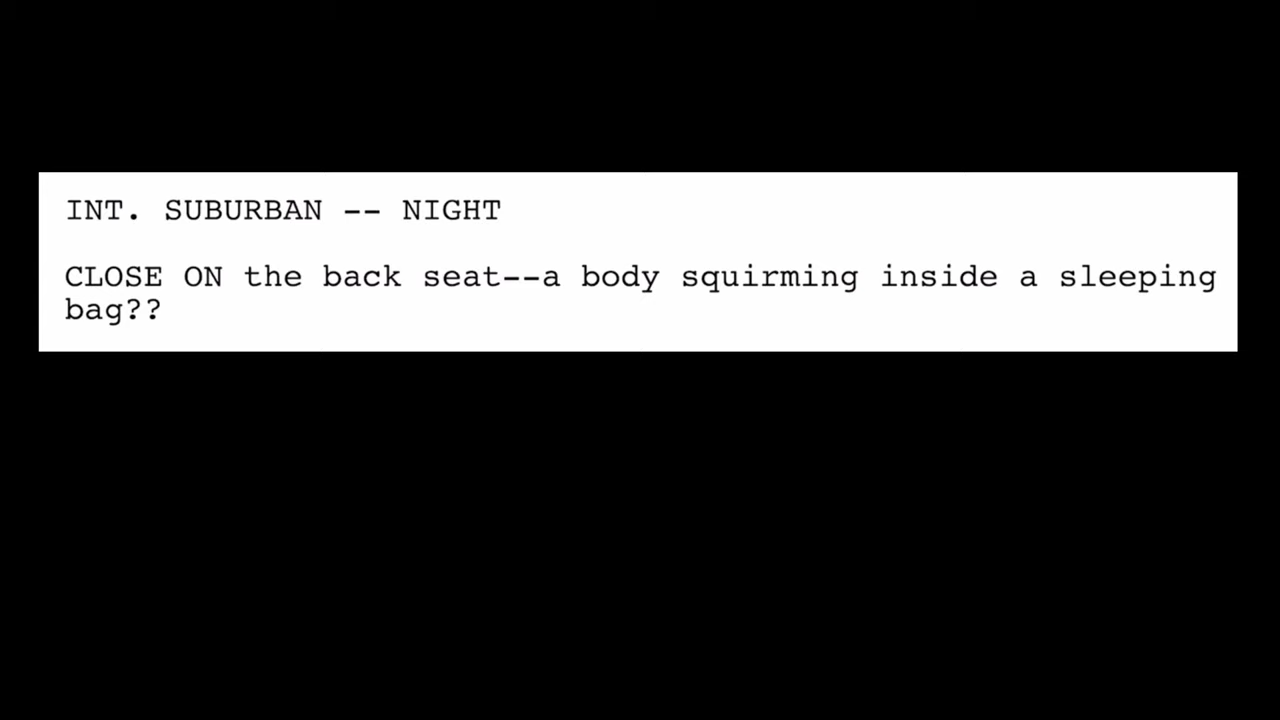 INT. SUBURBAN -- NIGHT
CLOSE ON the back seat--a body squirming inside a sleeping
bag??